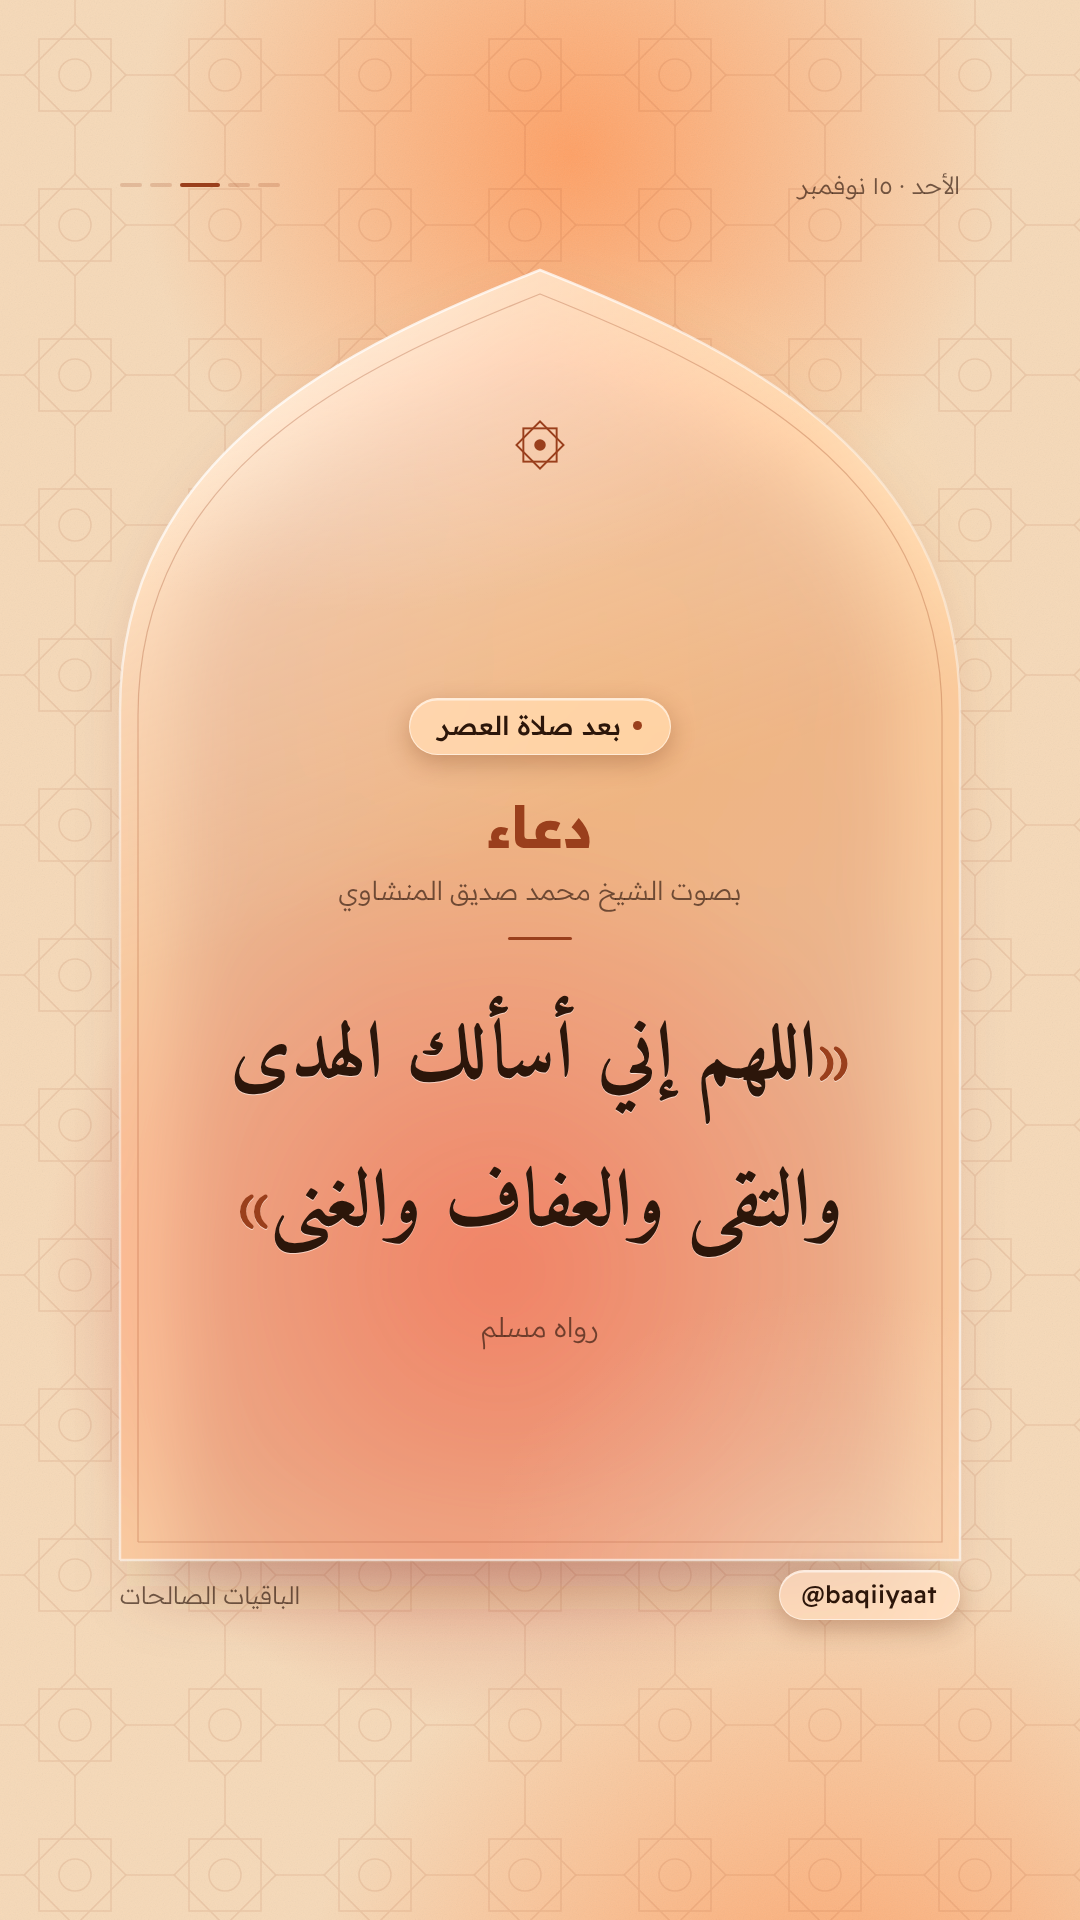 الأحد · ١٥ نوفمبر
بعد صلاة العصر
دعاء
بصوت الشيخ محمد صديق المنشاوي
«اللهم إني أسألك الهدى
والتقى والعفاف والغنى»
رواه مسلم
@baqiiyaat
الباقيات الصالحات